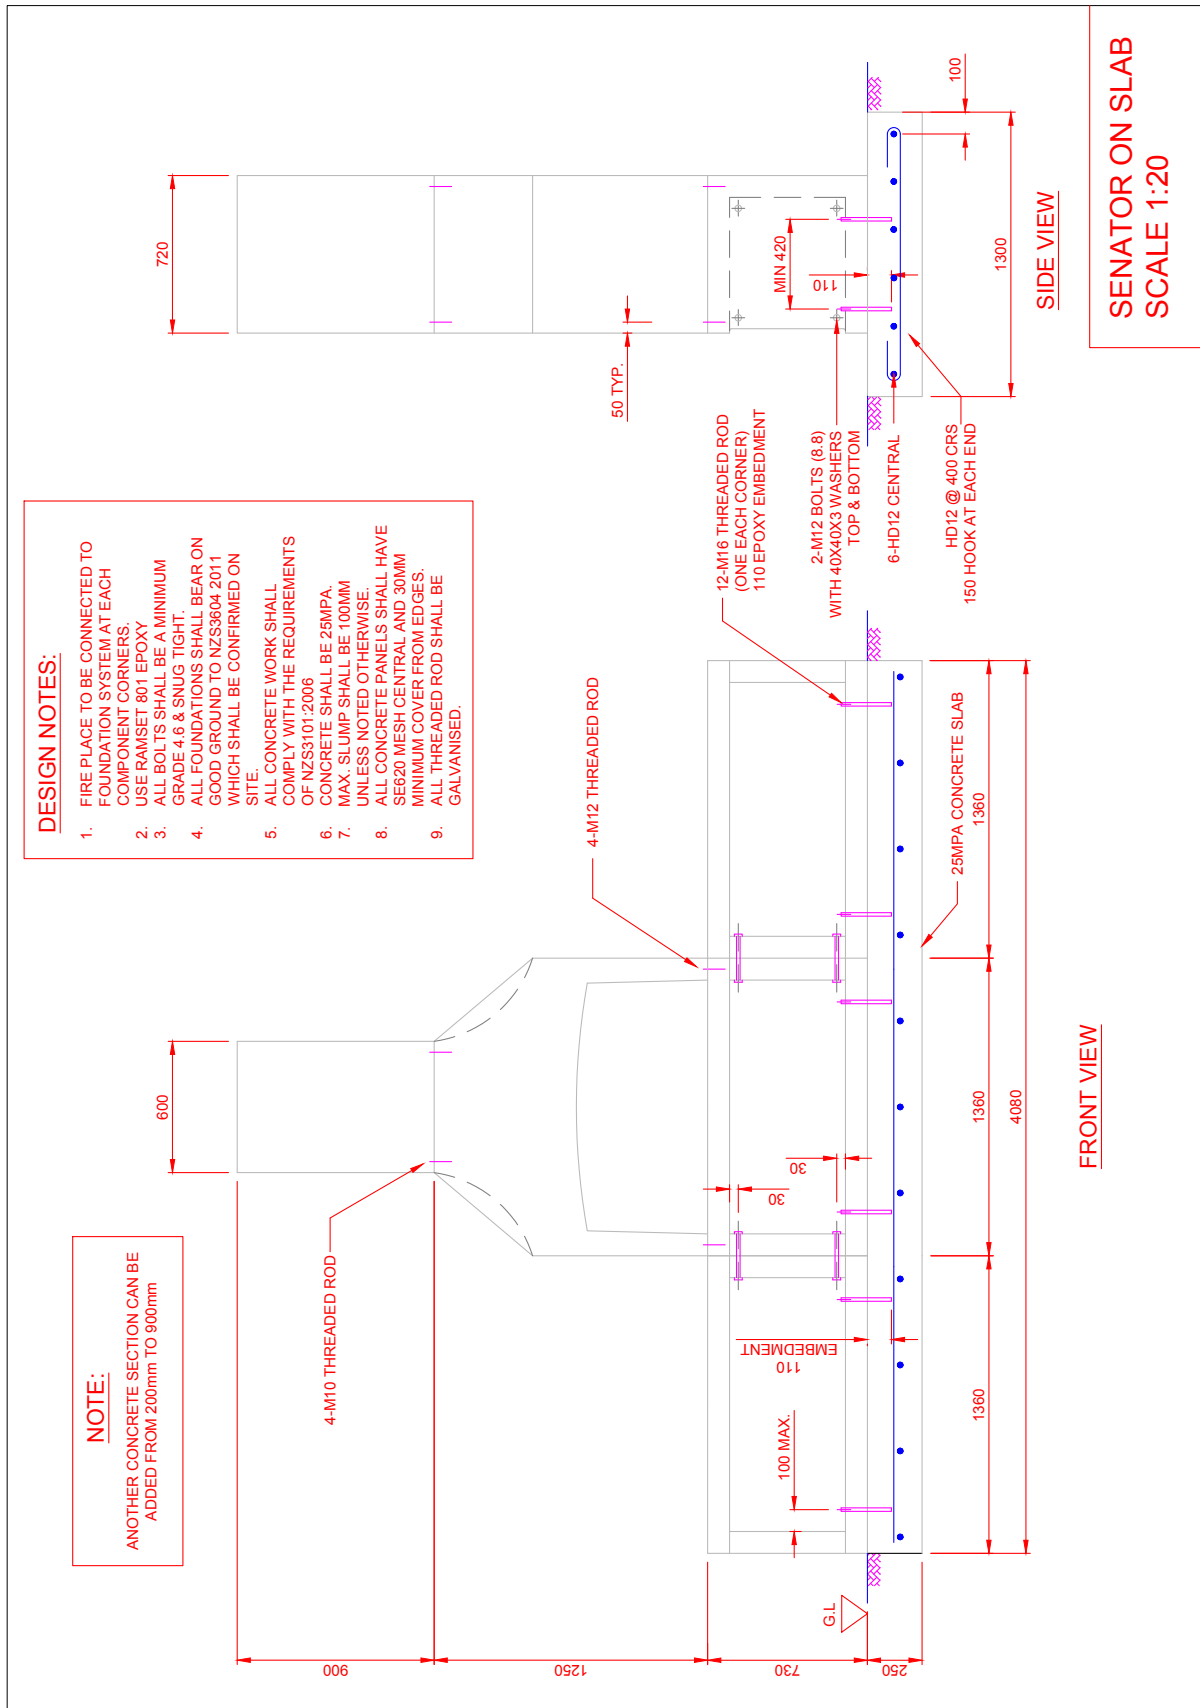 NOTE:
ANOTHER CONCRETE SECTION CAN BE
ADDED FROM 200mm TO 900mm
DESIGN NOTES:
1. FIRE PLACE TO BE CONNECTED TO
FOUNDATION SYSTEM AT EACH
COMPONENT CORNERS.
2. USE RAMSET 801 EPOXY
3. ALL BOLTS SHALL BE A MINIMUM
GRADE 4.6 & SNUG TIGHT.
4. ALL FOUNDATIONS SHALL BEAR ON
GOOD GROUND TO NZS3604 2011
WHICH SHALL BE CONFIRMED ON
SITE.
5. ALL CONCRETE WORK SHALL
COMPLY WITH THE REQUIREMENTS
OF NZS3101:2006
6. CONCRETE SHALL BE 25MPA.
7. MAX. SLUMP SHALL BE 100MM
UNLESS NOTED OTHERWISE.
8. ALL CONCRETE PANELS SHALL HAVE
SE620 MESH CENTRAL AND 30MM
MINIMUM COVER FROM EDGES.
9. ALL THREADED ROD SHALL BE
GALVANISED.
900
1250
730
250
600
4-M10 THREADED ROD
4-M12 THREADED ROD
100 MAX.
110
EMBEDMENT
30
30
G.L
1360
1360
1360
4080
25MPA CONCRETE SLAB
FRONT VIEW
720
50 TYP.
MIN 420
110
12-M16 THREADED ROD
(ONE EACH CORNER)
110 EPOXY EMBEDMENT
2-M12 BOLTS (8.8)
WITH 40X40X3 WASHERS
TOP & BOTTOM
6-HD12 CENTRAL
HD12 @ 400 CRS
150 HOOK AT EACH END
100
1300
SIDE VIEW
SENATOR ON SLAB
SCALE 1:20